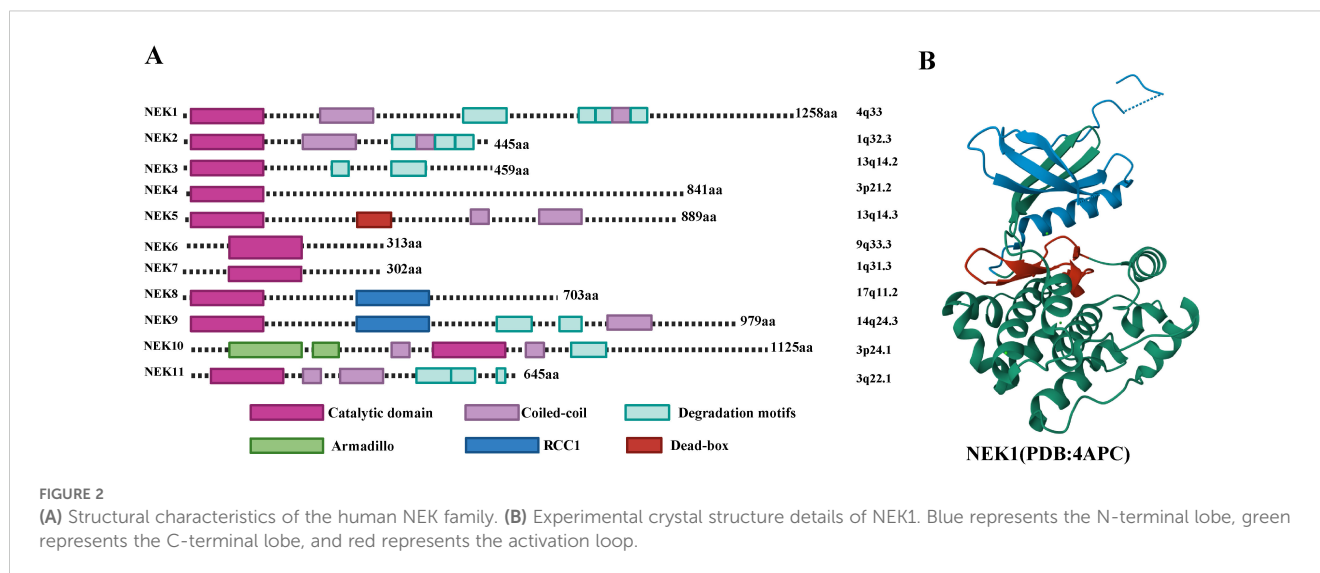 A
B
NEK1 1258aa 4q33
NEK2 445aa 1q32.3
NEK3 459aa 13q14.2
NEK4 841aa 3p21.2
NEK5 889aa 13q14.3
NEK6 313aa 9q33.3
NEK7 302aa 1q31.3
NEK8 703aa 17q11.2
NEK9 979aa 14q24.3
NEK10 1125aa 3p24.1
NEK11 645aa 3q22.1
Catalytic domain Coiled-coil Degradation motifs
Armadillo RCC1 Dead-box
NEK1(PDB:4APC)
FIGURE 2
(A) Structural characteristics of the human NEK family. (B) Experimental crystal structure details of NEK1. Blue represents the N-terminal lobe, green
represents the C-terminal lobe, and red represents the activation loop.